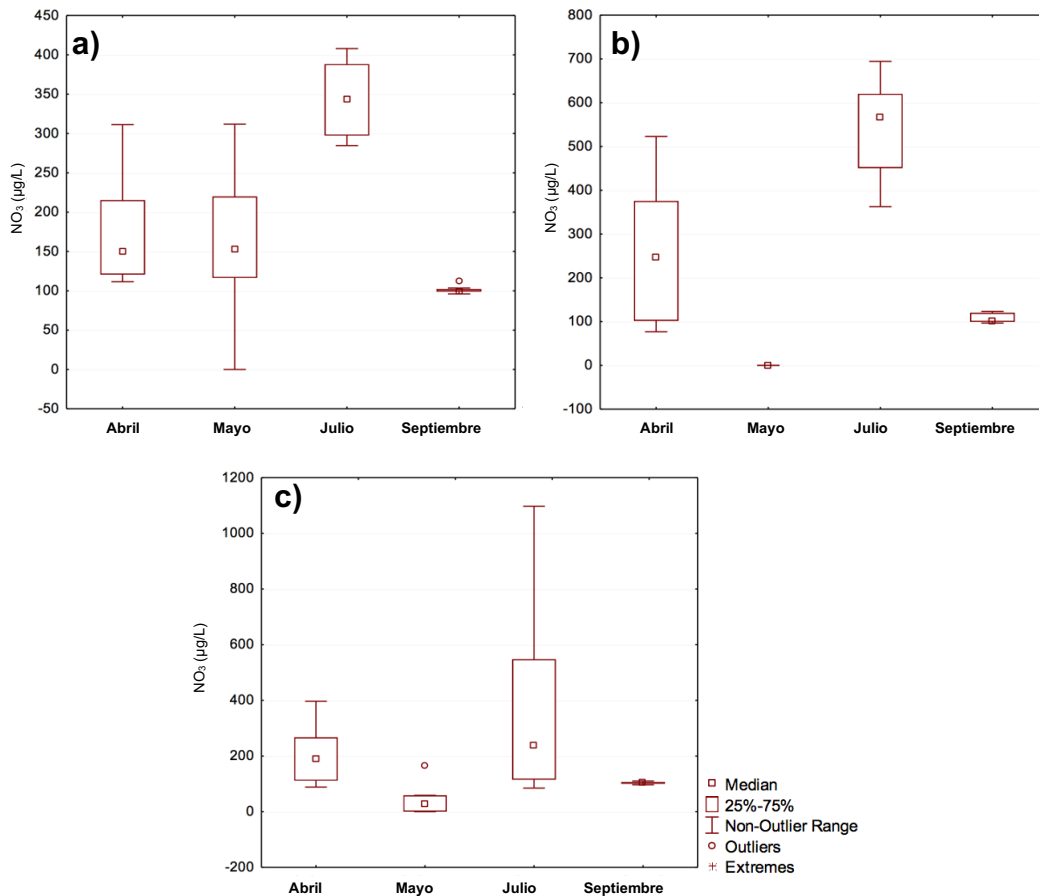 a)
NO₃ (µg/L)
450
400
350
300
250
200
150
100
50
0
-50
Abril Mayo Julio Septiembre
b)
NO₃ (µg/L)
800
700
600
500
400
300
200
100
0
-100
Abril Mayo Julio Septiembre
c)
NO₃ (µg/L)
1200
1000
800
600
400
200
0
-200
Abril Mayo Julio Septiembre
Median
25%-75%
Non-Outlier Range
Outliers
Extremes